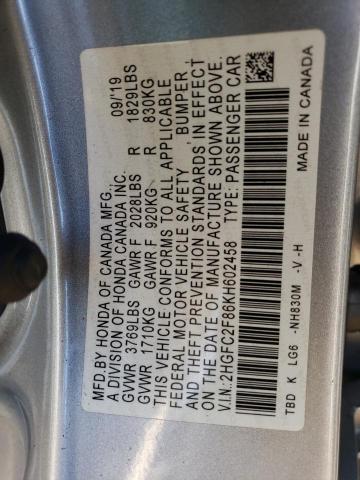 MFD.BY HONDA OF CANADA MFG., 09/19
A DIVISION OF HONDA CANADA INC.
GVWR 3769LBS GAWR F 2028LBS R 1829LBS
GVWR 1710KG GAWR F 920KG R 830KG
THIS VEHICLE CONFORMS TO ALL APPLICABLE
FEDERAL MOTOR VEHICLE SAFETY, BUMPER
AND THEFT PREVENTION STANDARDS IN EFFECT
ON THE DATE OF MANUFACTURE SHOWN ABOVE.
V.I.N.:2HGFC2F86KH602458 TYPE: PASSENGER CAR
TBD K LG6 -NH830M -V -H MADE IN CANADA